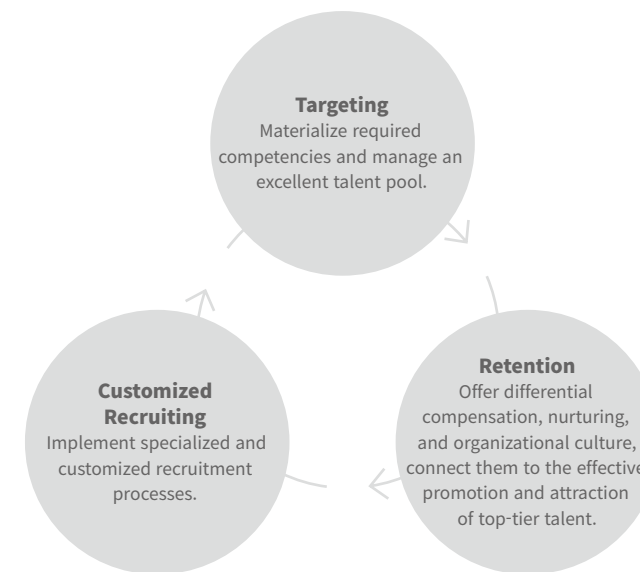 Targeting
Materialize required
competencies and manage an
excellent talent pool.
Customized
Recruiting
Implement specialized and
customized recruitment
processes.
Retention
Offer differential
compensation, nurturing,
and organizational culture,
connect them to the effective
promotion and attraction
of top-tier talent.